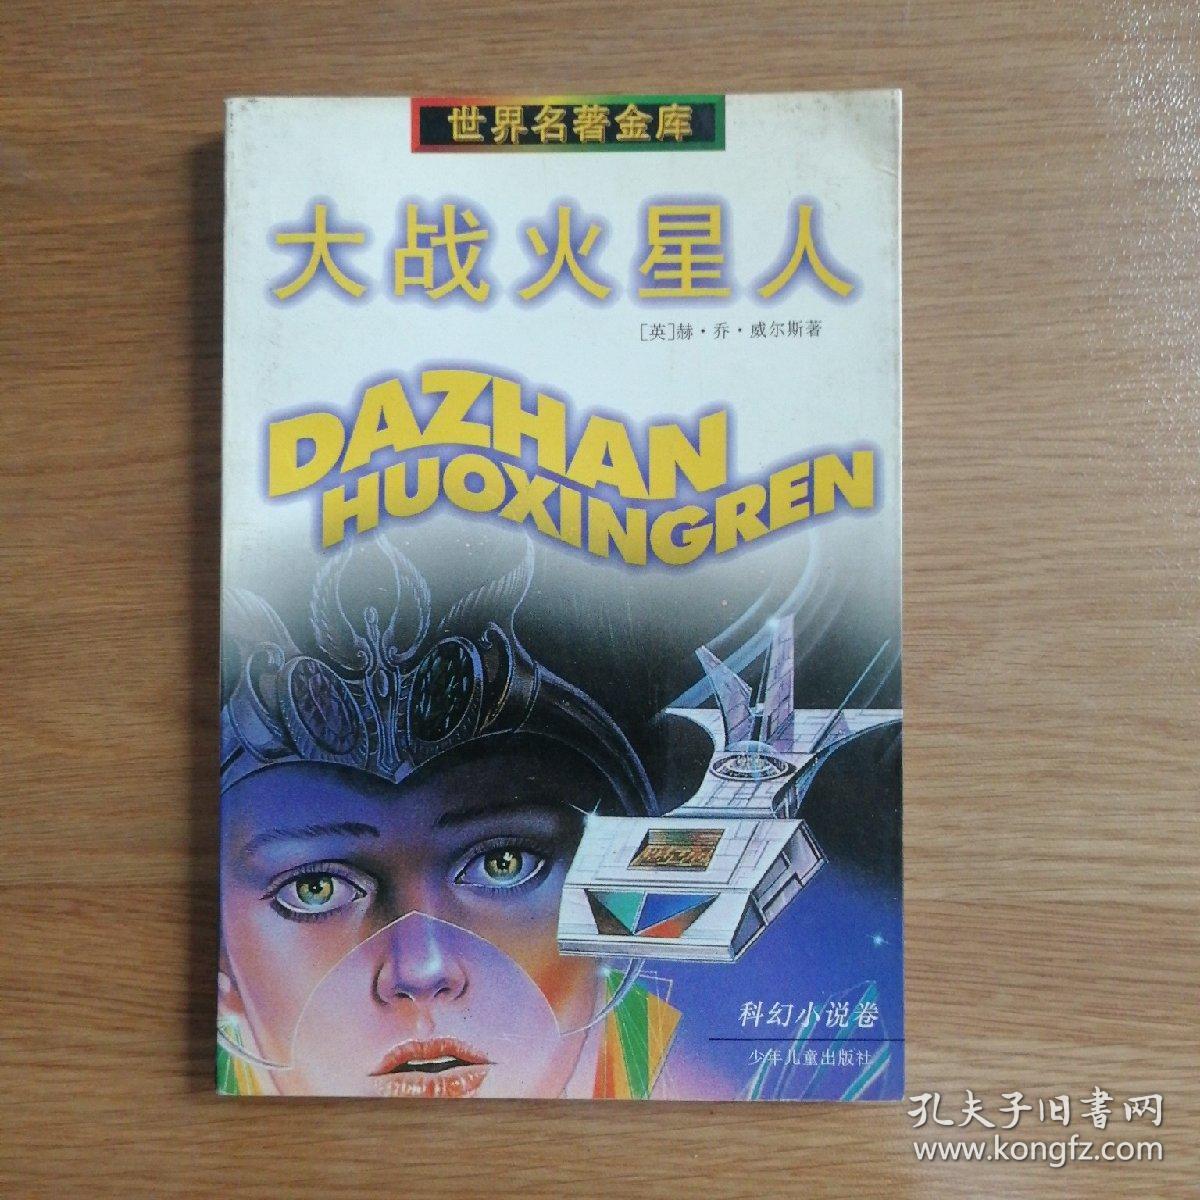 世界名著金库
大战火星人
[英]赫·乔·威尔斯著
DAZHAN
HUOXINGREN
科幻小说卷
少年儿童出版社
孔夫子旧书网
www.kongfz.com